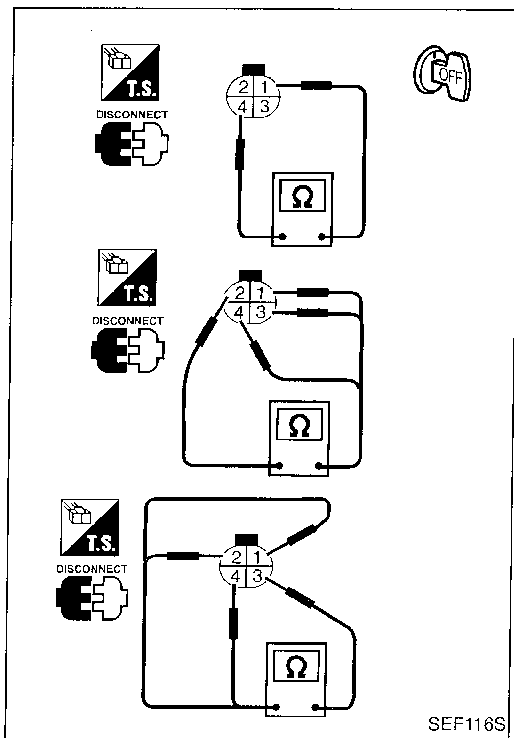 OFF
T.S.
DISCONNECT
2 1
4 3
Ω
T.S.
DISCONNECT
2 1
4 3
Ω
T.S.
DISCONNECT
2 1
4 3
Ω
SEF116S